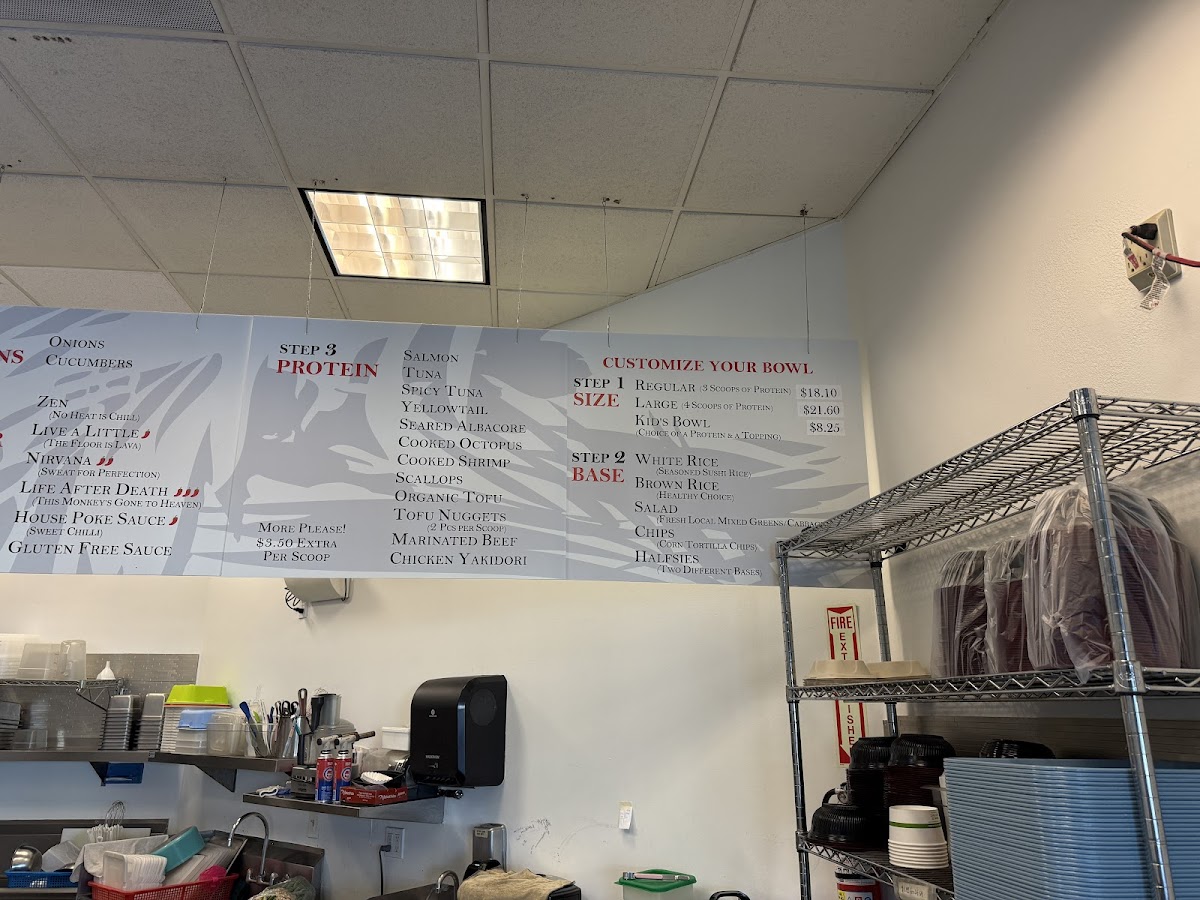 NS
Onions
Cucumbers
Zen
(No Heat is Chill)
Live a Little
(The Floor is Lava)
Nirvana
(Sweat for Perfection)
Life After Death
(This Monkey's Gone to Heaven)
House Poke Sauce
(Sweet Chili)
Gluten Free Sauce
Step 3
Protein
More Please!
$3.50 Extra
Per Scoop
Salmon
Tuna
Spicy Tuna
Yellowtail
Seared Albacore
Cooked Octopus
Cooked Shrimp
Scallops
Organic Tofu
Tofu Nuggets
(2 Pcs per Scoop)
Marinated Beef
Chicken Yakidori
Customize Your Bowl
Step 1
Size
Regular (3 Scoops of Protein) $18.10
Large (4 Scoops of Protein) $21.60
Kid's Bowl $8.25
(Choice of a Protein & a Topping)
Step 2
Base
White Rice
(Seasoned Sushi Rice)
Brown Rice
(Healthy Choice)
Salad
(Fresh Local Mixed Greens/Cabbage
Chips
(Corn Tortilla Chips)
Halfsies
(Two Different Bases)
FIRE
EXT
ISHE